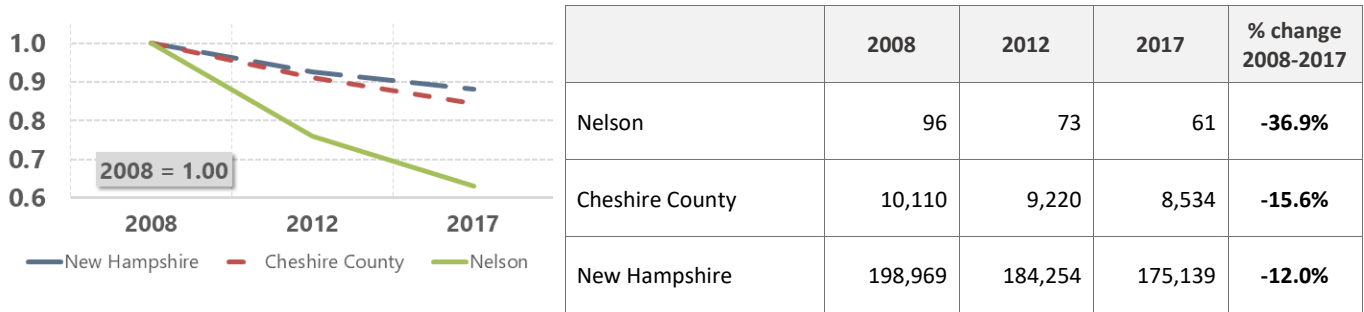 1.0
0.9
0.8
0.7
0.6
2008 = 1.00
2008 2012 2017
New Hampshire Cheshire County Nelson
2008 2012 2017 % change
2008-2017
Nelson 96 73 61 -36.9%
Cheshire County 10,110 9,220 8,534 -15.6%
New Hampshire 198,969 184,254 175,139 -12.0%